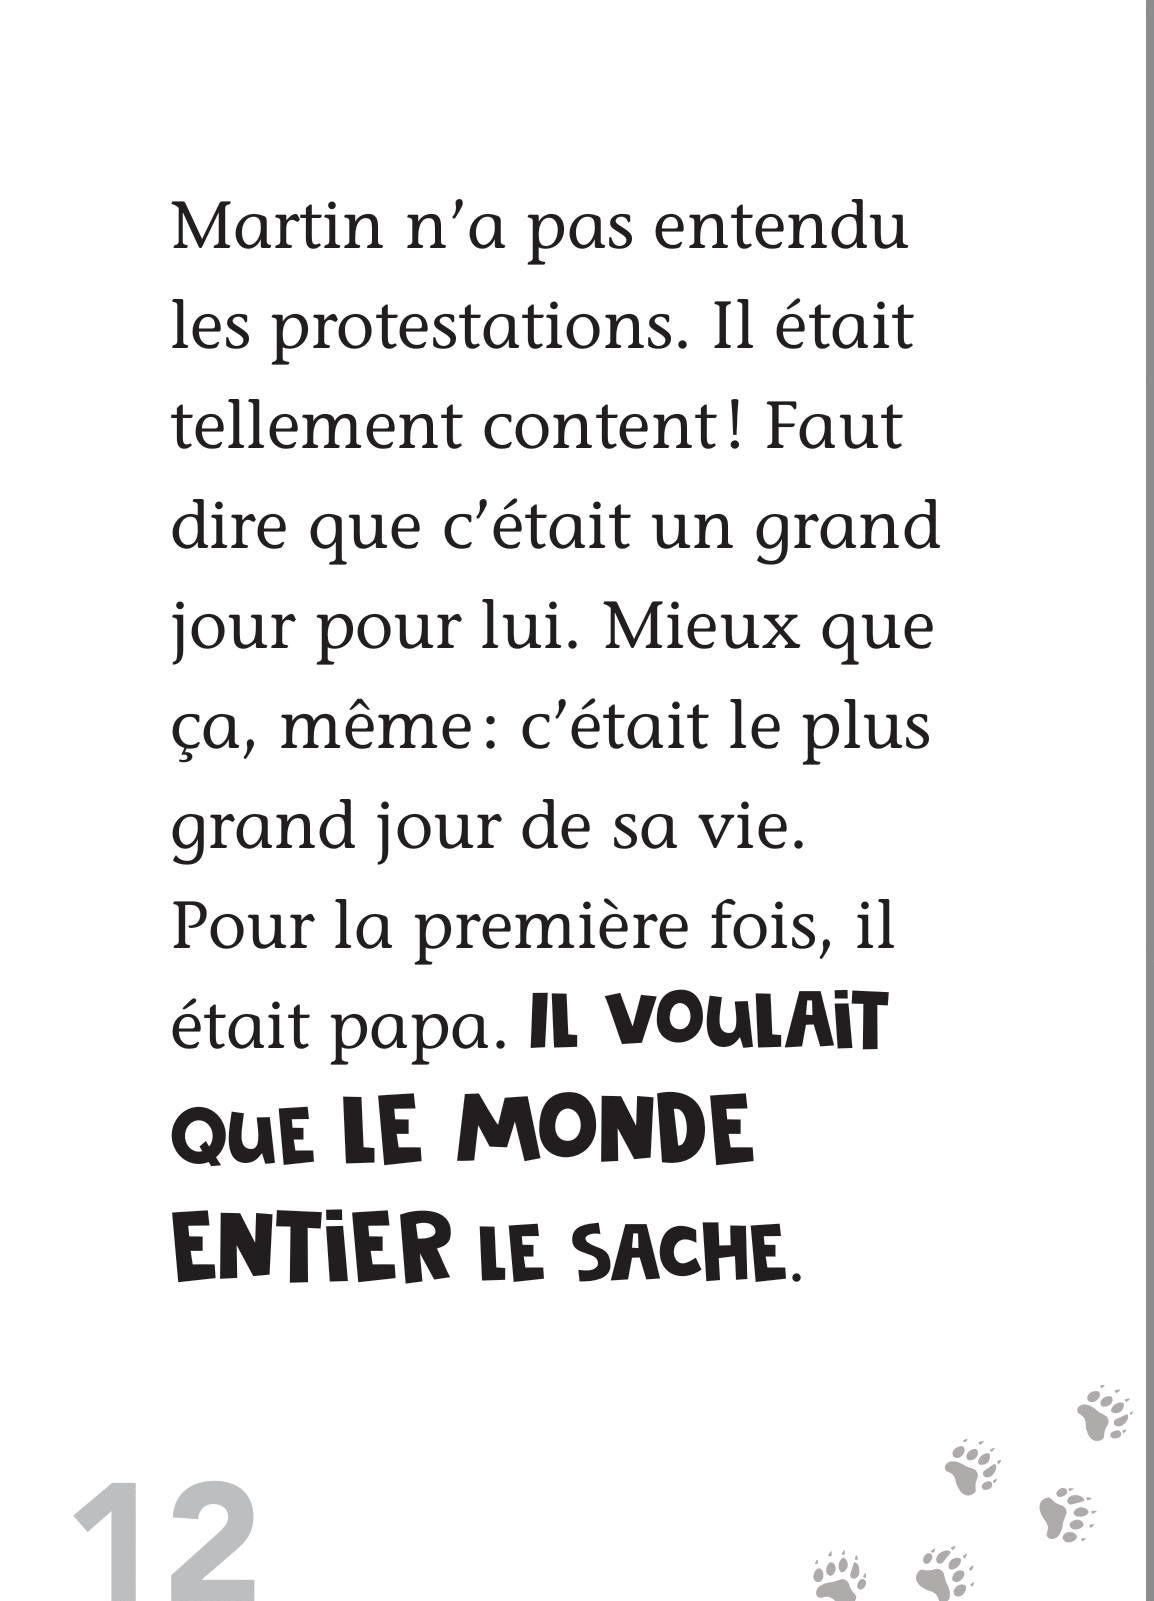 Martin n’a pas entendu
les protestations. Il était
tellement content ! Faut
dire que c’était un grand
jour pour lui. Mieux que
ça, même : c’était le plus
grand jour de sa vie.
Pour la première fois, il
était papa. IL VOULAiT
QUE LE MONDE
ENTiER LE SACHE.
12